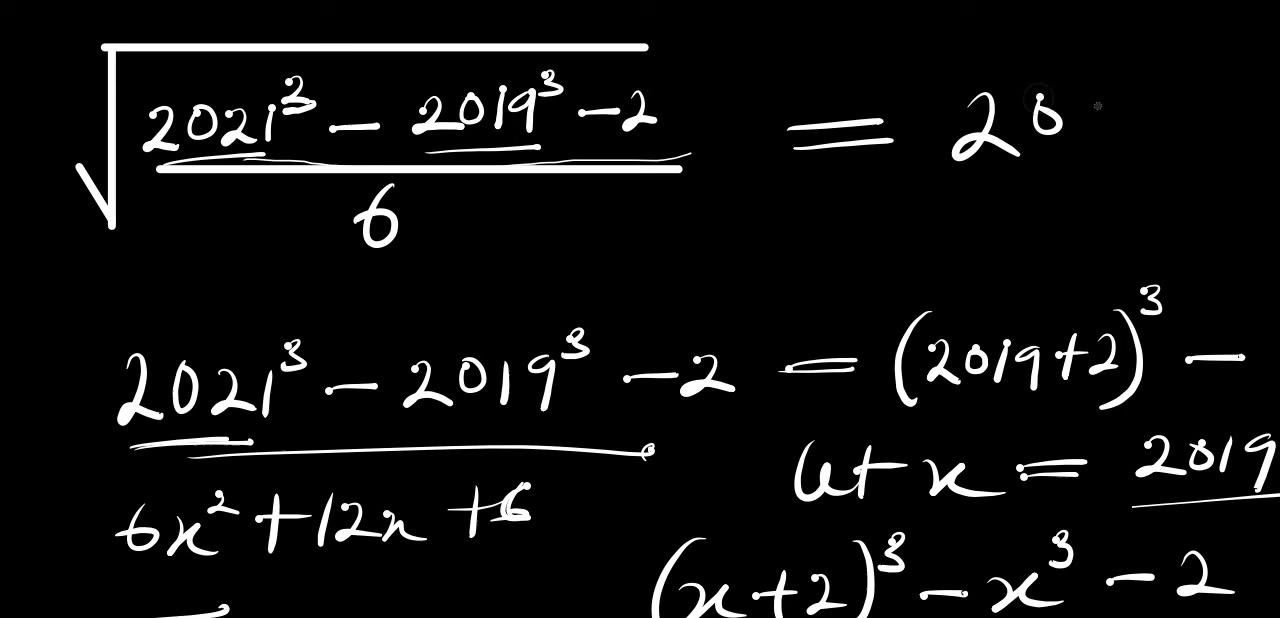 √((2021³ − 2019³ − 2)/6) = 20
2021³ − 2019³ − 2 = (2019+2)³ −
let x = 2019
6x² + 12x + 6
(x+2)³ − x³ − 2